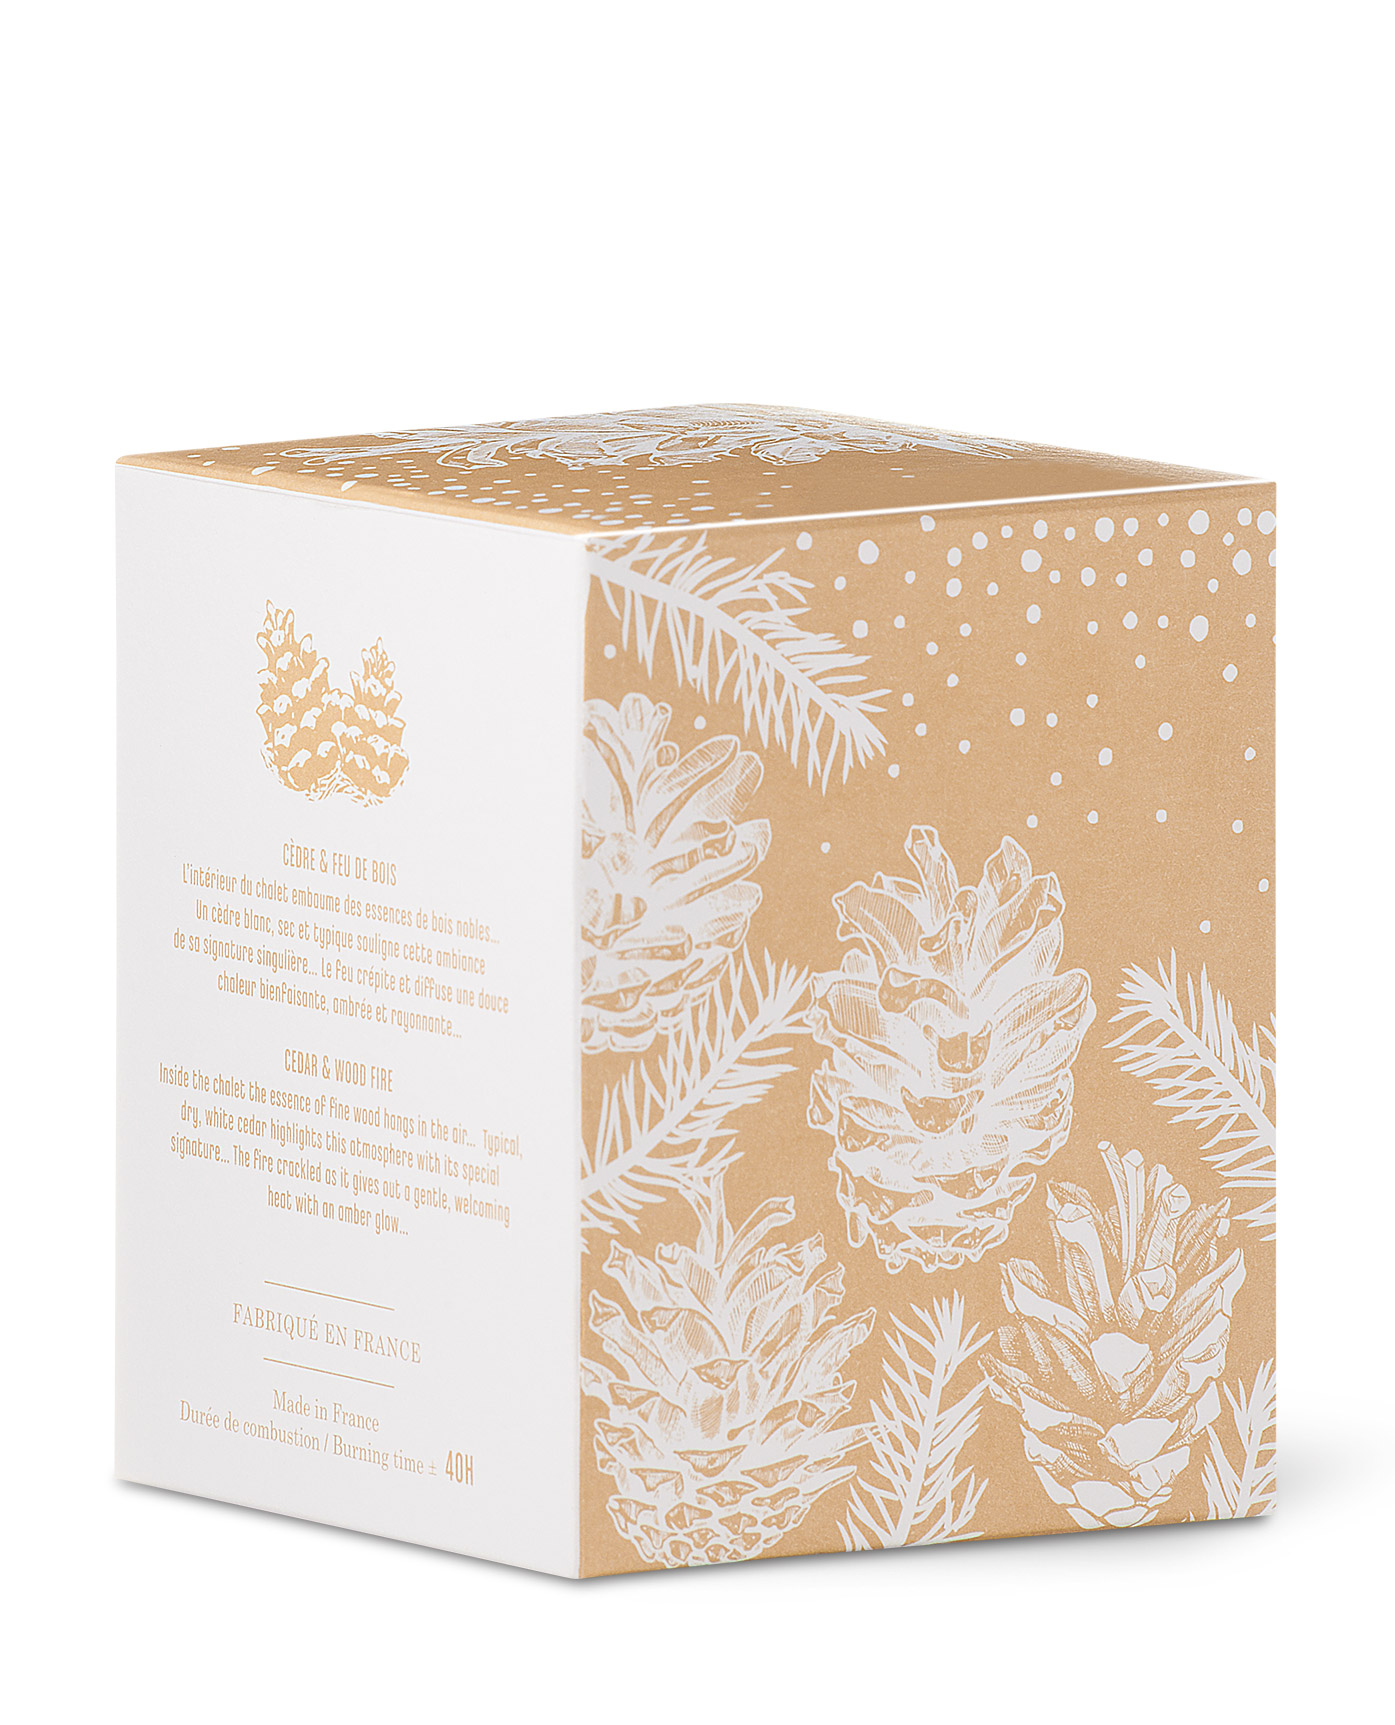 CÈDRE & FEU DE BOIS
L'intérieur du chalet embaume des essences de bois nobles...
Un cèdre blanc, sec et typique souligne cette ambiance
de sa signature singulière... Le feu crépite et diffuse une douce
chaleur bienfaisante, ambrée et rayonnante...
CEDAR & WOOD FIRE
Inside the chalet the essence of fine wood hangs in the air... Typical,
dry, white cedar highlights this atmosphere with its special
signature... The fire crackled as it gives out a gentle, welcoming
heat with an amber glow...
FABRIQUÉ EN FRANCE
Made in France
Durée de combustion / Burning time ± 40H